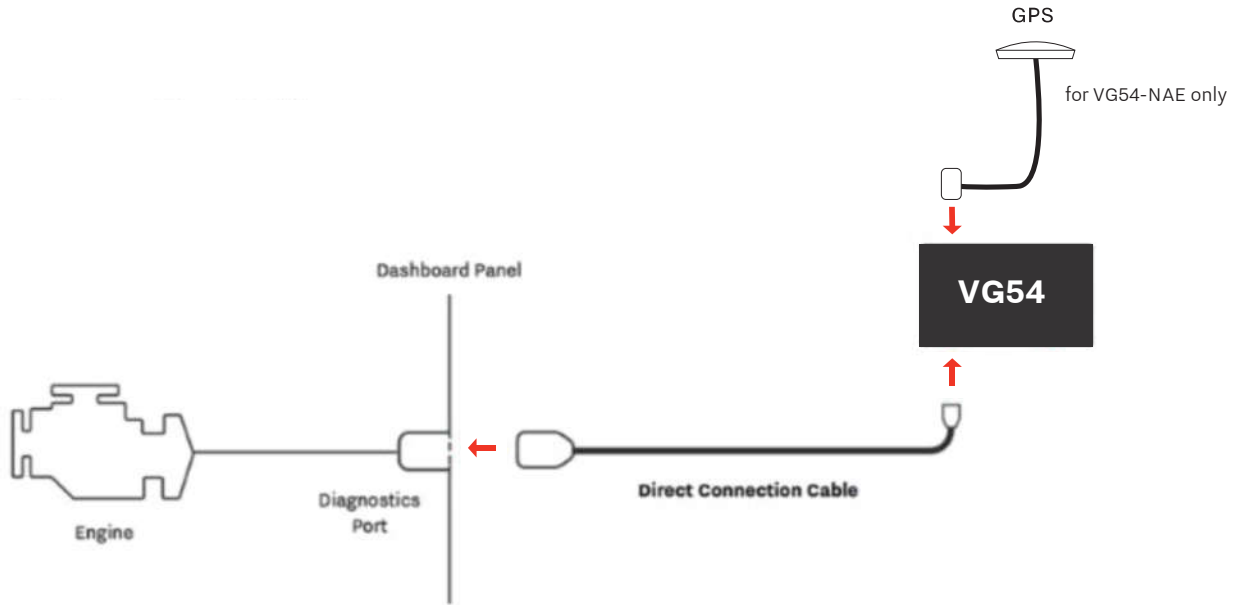 GPS
for VG54-NAE only
VG54
Dashboard Panel
Direct Connection Cable
Diagnostics
Port
Engine